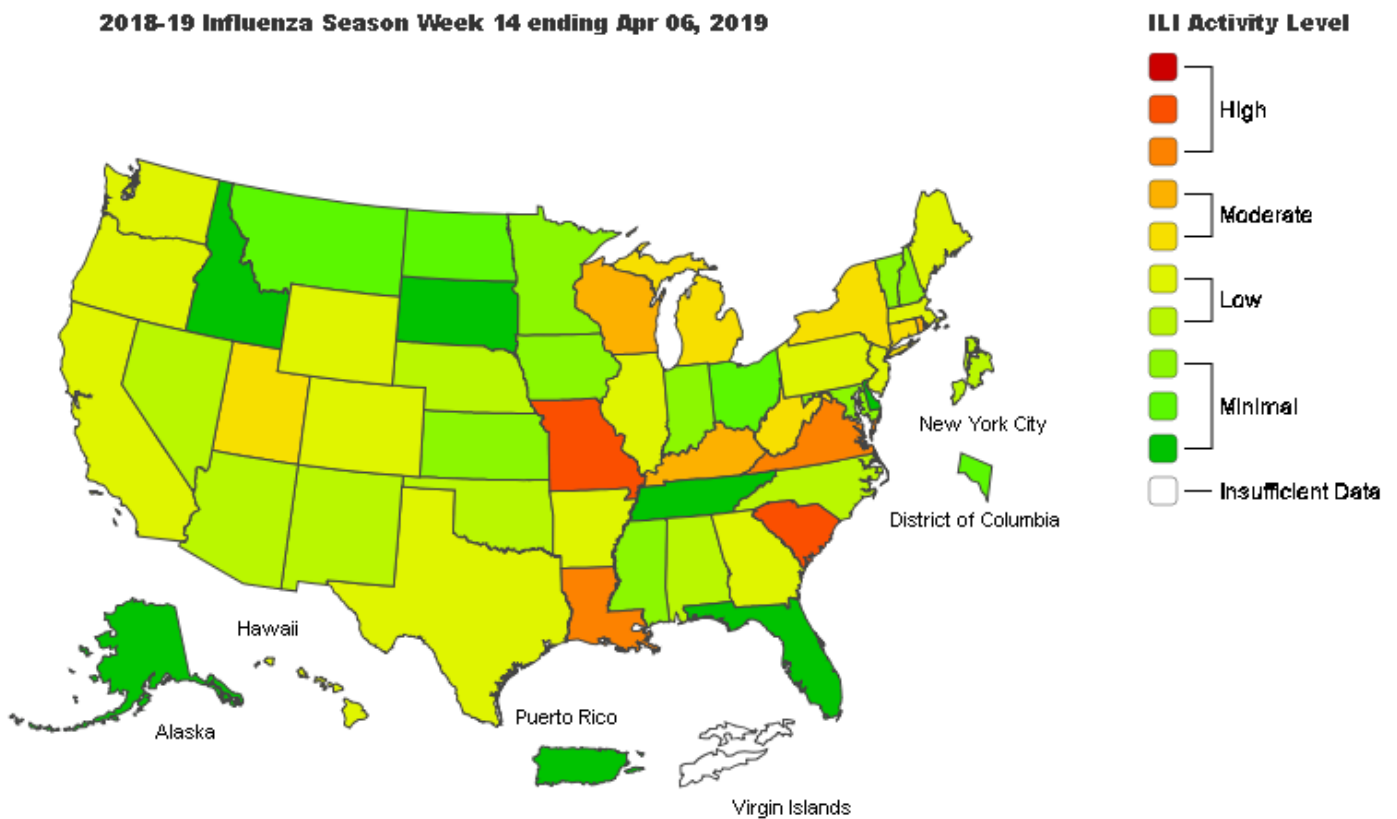 2018-19 Influenza Season Week 14 ending Apr 06, 2019
ILI Activity Level
High
Moderate
Low
Minimal
Insufficient Data
New York City
District of Columbia
Hawaii
Alaska
Puerto Rico
Virgin Islands